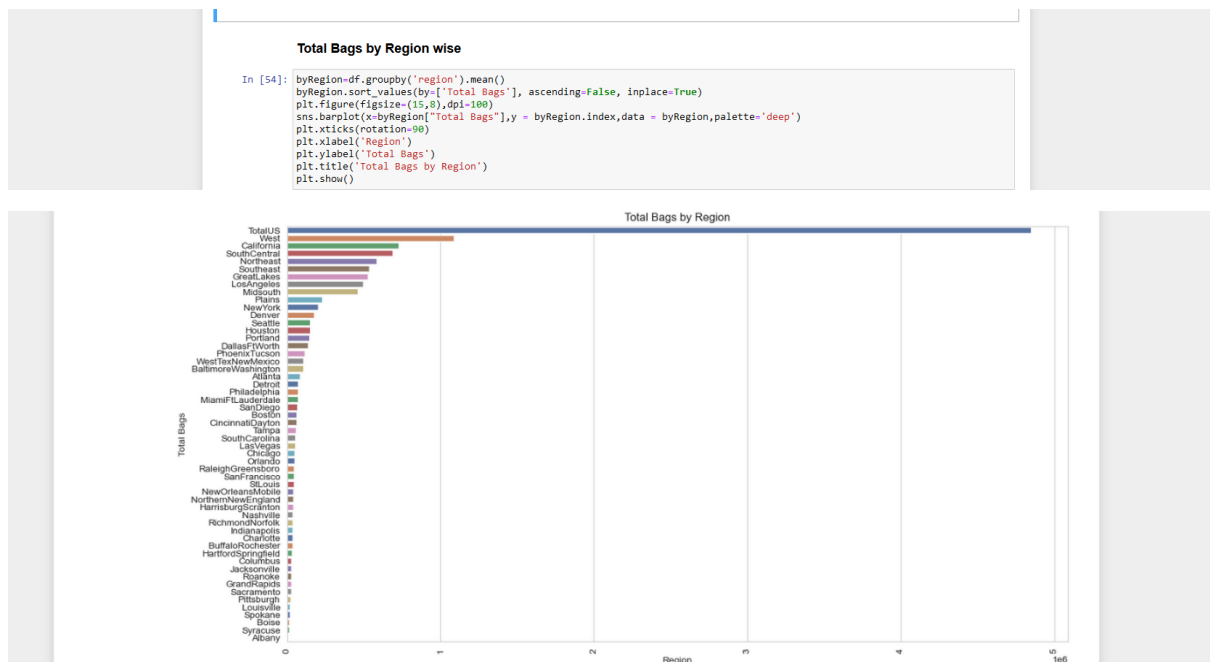 Total Bags by Region wise
In [54]: byRegion=df.groupby('region').mean()
byRegion.sort_values(by=['Total Bags'], ascending=False, inplace=True)
plt.figure(figsize=(15,8),dpi=100)
sns.barplot(x=byRegion["Total Bags"],y = byRegion.index,data = byRegion,palette='deep')
plt.xticks(rotation=90)
plt.xlabel('Region')
plt.ylabel('Total Bags')
plt.title('Total Bags by Region')
plt.show()
Total Bags by Region
TotalUS
West
California
SouthCentral
Northeast
Southeast
GreatLakes
LosAngeles
Midsouth
Plains
NewYork
Denver
Seattle
Houston
Portland
DallasFtWorth
PhoenixTucson
WestTexNewMexico
BaltimoreWashington
Atlanta
Detroit
Philadelphia
MiamiFtLauderdale
SanDiego
Boston
CincinnatiDayton
Tampa
SouthCarolina
LasVegas
Chicago
Orlando
RaleighGreensboro
SanFrancisco
StLouis
NewOrleansMobile
NorthernNewEngland
HarrisburgScranton
Nashville
RichmondNorfolk
Indianapolis
Charlotte
BuffaloRochester
HartfordSpringfield
Columbus
Jacksonville
Roanoke
GrandRapids
Sacramento
Pittsburgh
Louisville
Spokane
Boise
Syracuse
Albany
Total Bags
0 1 2 3 4 5
1e6
Region